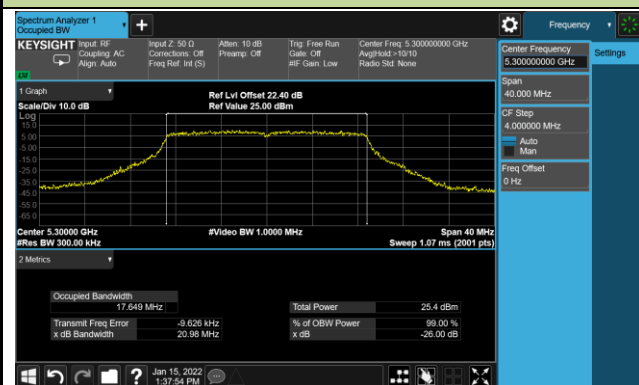 Spectrum Analyzer 1
Occupied BW
Frequency
KEYSIGHT
Input: RF
Coupling: AC
Align: Auto
Input Z: 50 Ω
Corrections: Off
Freq Ref: Int (S)
Atten: 10 dB
Preamp: Off
Trig: Free Run
Gate: Off
#IF Gain: Low
Center Freq: 5.300000000 GHz
Avg|Hold:>10/10
Radio Std: None
Center Frequency
5.300000000 GHz
Settings
Span
40.000 MHz
CF Step
4.000000 MHz
Auto
Man
Freq Offset
0 Hz
1 Graph
Scale/Div 10.0 dB
Ref Lvl Offset 22.40 dB
Ref Value 25.00 dBm
Log
15.0
5.00
-5.00
-15.0
-25.0
-35.0
-45.0
-55.0
-65.0
Center 5.30000 GHz
#Res BW 300.00 kHz
#Video BW 1.0000 MHz
Span 40 MHz
Sweep 1.07 ms (2001 pts)
2 Metrics
Occupied Bandwidth
17.649 MHz
Total Power 25.4 dBm
Transmit Freq Error -9.626 kHz
% of OBW Power 99.00 %
x dB Bandwidth 20.98 MHz
x dB -26.00 dB
Jan 15, 2022
1:37:54 PM